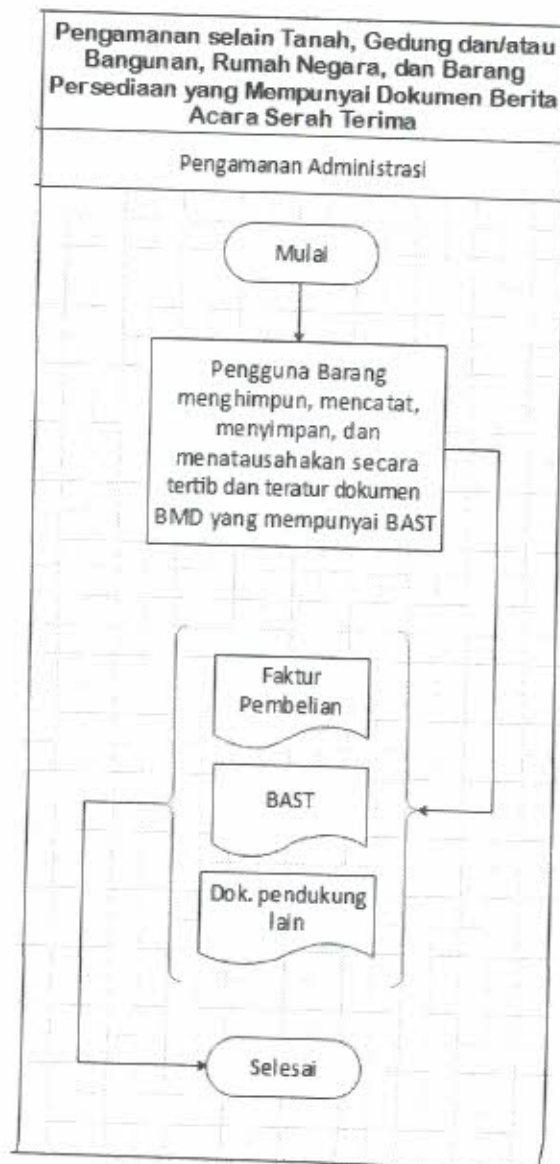 Pengamanan selain Tanah, Gedung dan/atau
Bangunan, Rumah Negara, dan Barang
Persediaan yang Mempunyai Dokumen Berita
Acara Serah Terima
Pengamanan Administrasi
Mulai
Pengguna Barang
menghimpun, mencatat,
menyimpan, dan
menatausahakan secara
tertib dan teratur dokumen
BMD yang mempunyai BAST
Faktur
Pembelian
BAST
Dok. pendukung
lain
Selesai